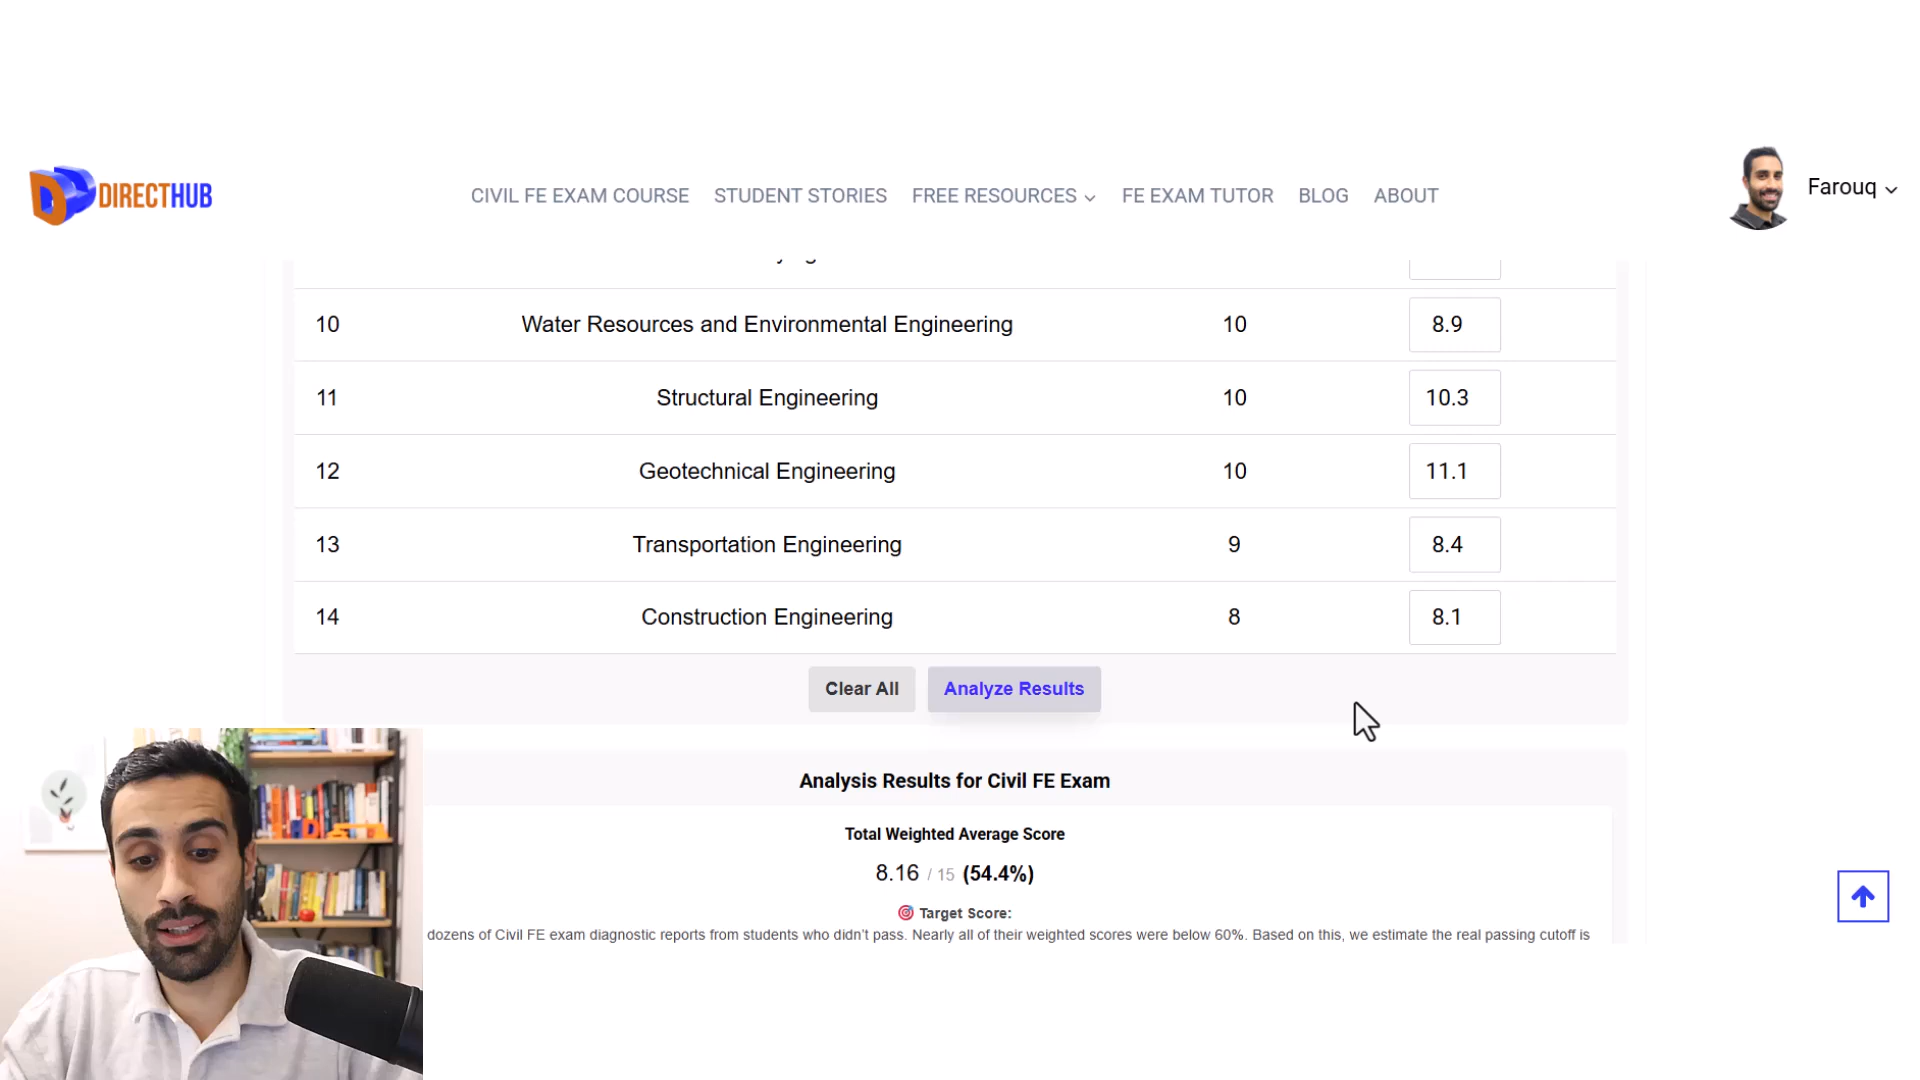 DIRECTHUB
CIVIL FE EXAM COURSE STUDENT STORIES FREE RESOURCES FE EXAM TUTOR BLOG ABOUT
Farouq
10 Water Resources and Environmental Engineering 10 8.9
11 Structural Engineering 10 10.3
12 Geotechnical Engineering 10 11.1
13 Transportation Engineering 9 8.4
14 Construction Engineering 8 8.1
Clear All Analyze Results
Analysis Results for Civil FE Exam
Total Weighted Average Score
8.16 / 15 (54.4%)
Target Score:
dozens of Civil FE exam diagnostic reports from students who didn't pass. Nearly all of their weighted scores were below 60%. Based on this, we estimate the real passing cutoff is